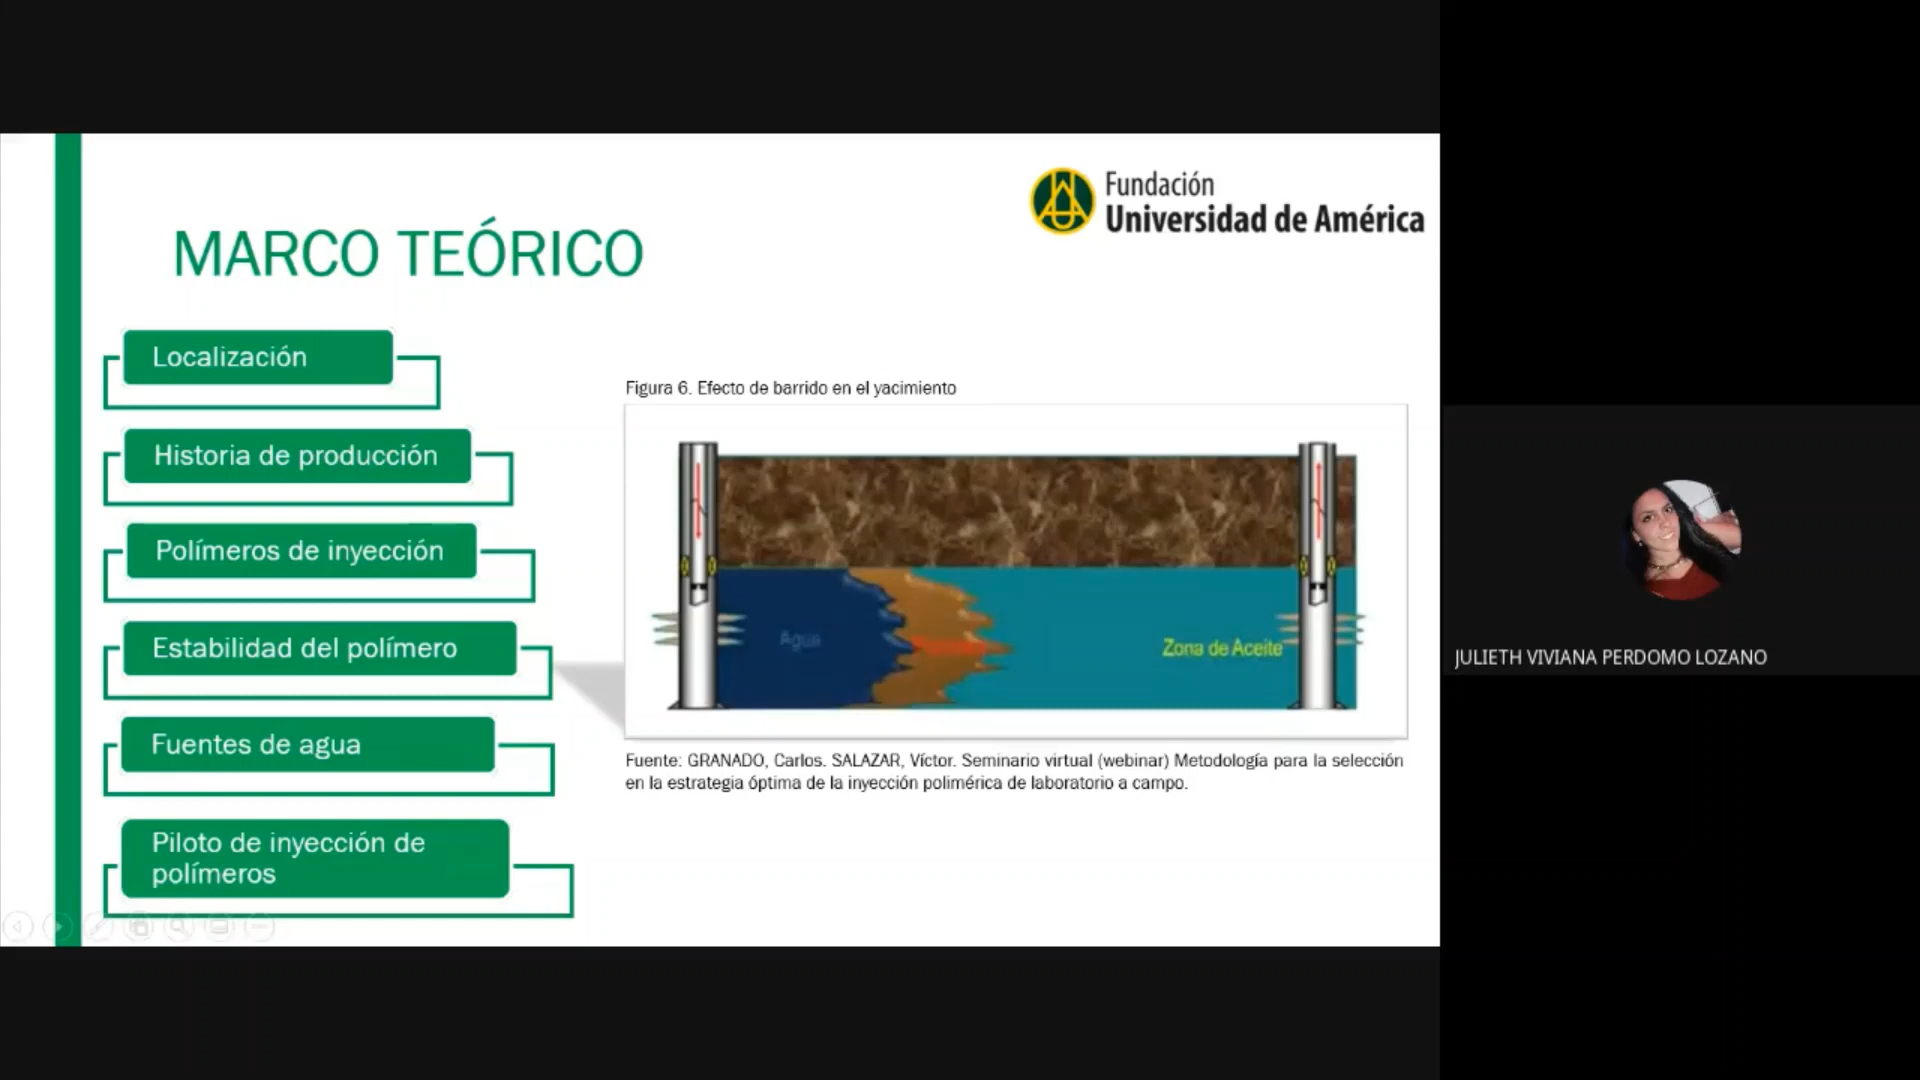 Fundación
Universidad de América
MARCO TEÓRICO
Localización
Historia de producción
Polímeros de inyección
Estabilidad del polímero
Fuentes de agua
Piloto de inyección de
polímeros
Figura 6. Efecto de barrido en el yacimiento
Agua
Zona de Aceite
Fuente: GRANADO, Carlos. SALAZAR, Víctor. Seminario virtual (webinar) Metodología para la selección
en la estrategia óptima de la inyección polimérica de laboratorio a campo.
JULIETH VIVIANA PERDOMO LOZANO